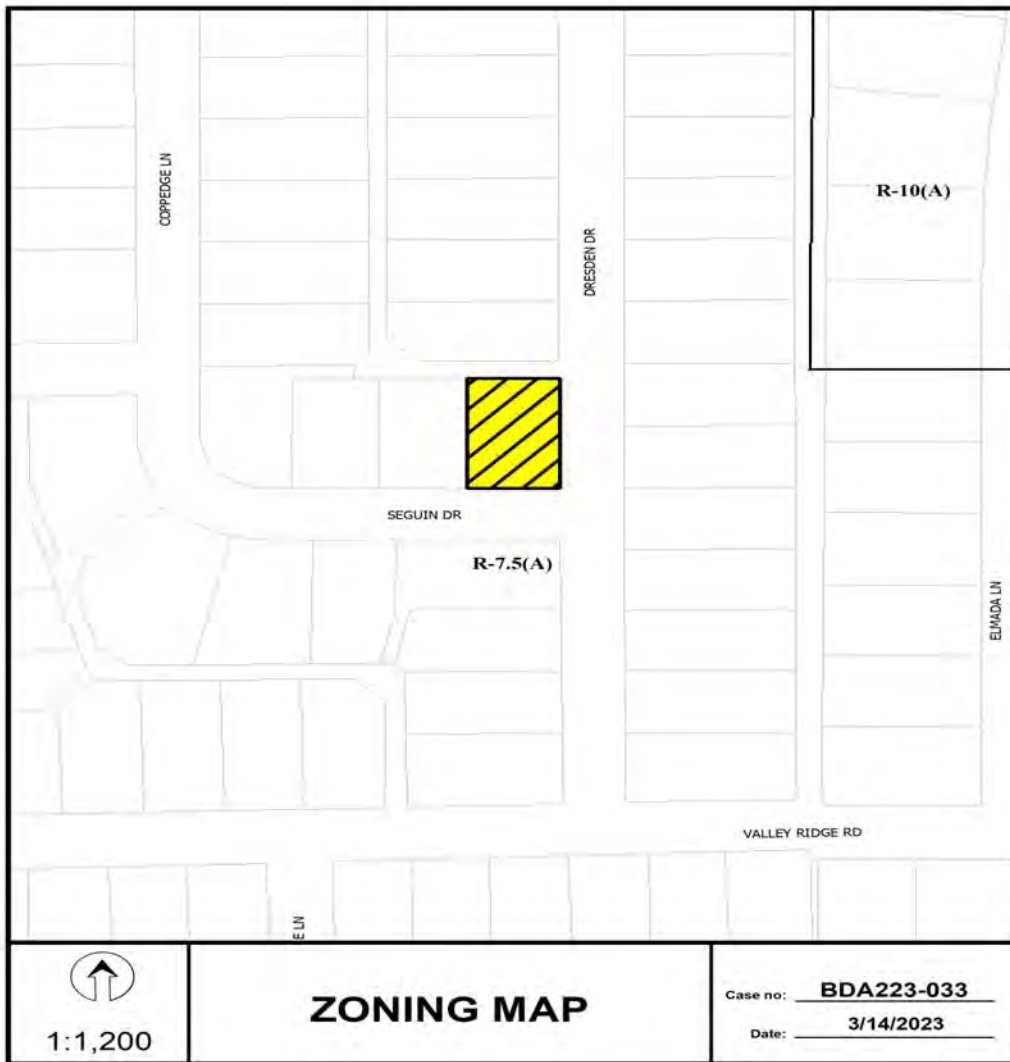 COPPEDGE LN
R-10(A)
DRESDEN DR
SEGUIN DR
R-7.5(A)
ELMADA LN
VALLEY RIDGE RD
E LN
1:1,200
ZONING MAP
Case no: BDA223-033
Date: 3/14/2023